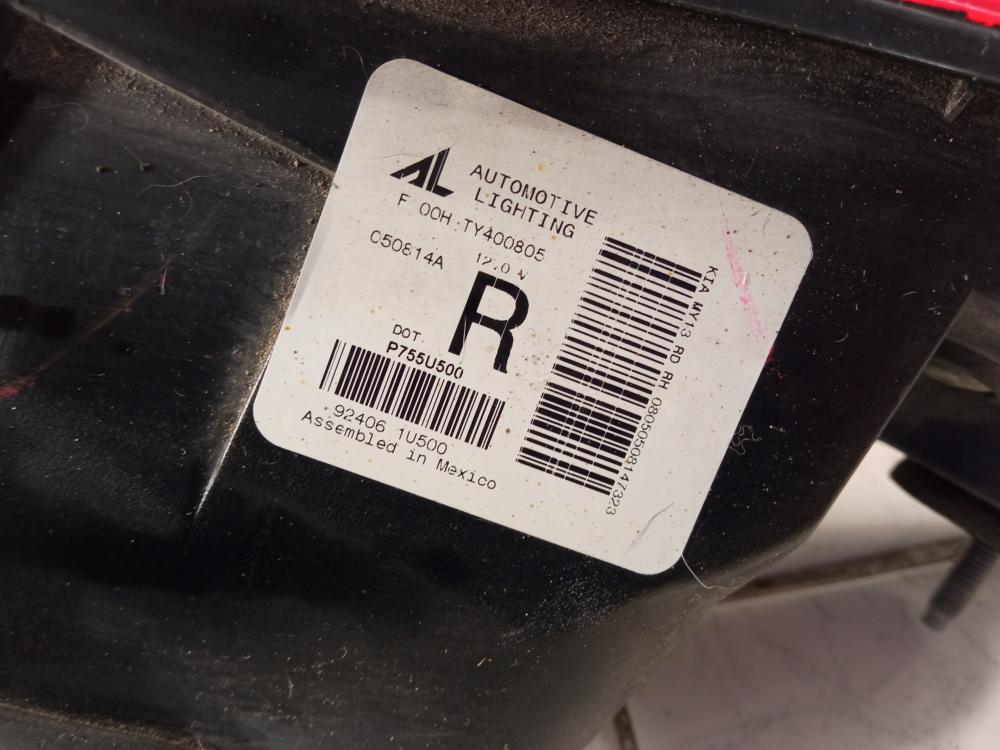 AL
AUTOMOTIVE
LIGHTING
F 00H TY400805
050814A
12.0 V
R
DOT
P755U500
92406 1U500
Assembled in Mexico
KIA MY13 RD RH 0805050814​7323